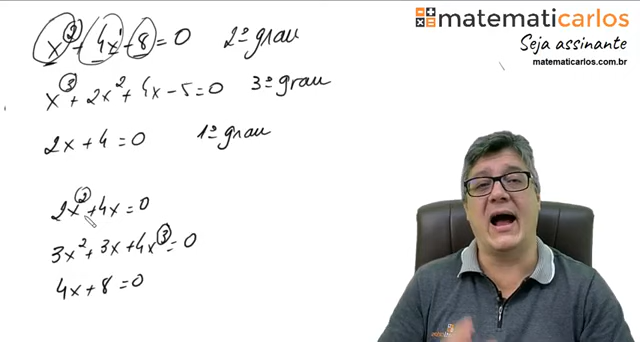 x² + 4x¹ - 8 = 0 2º grau
x³ + 2x² + 4x - 5 = 0 3º grau
2x + 4 = 0 1º grau
2x² + 4x = 0
3x² + 3x + 4x³ = 0
4x + 8 = 0
matematicarlos
Seja assinante
matematicarlos.com.br